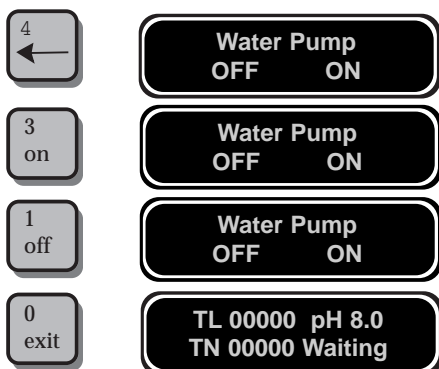 4
Water Pump
OFF ON
3
on
Water Pump
OFF ON
1
off
Water Pump
OFF ON
0
exit
TL 00000 pH 8.0
TN 00000 Waiting